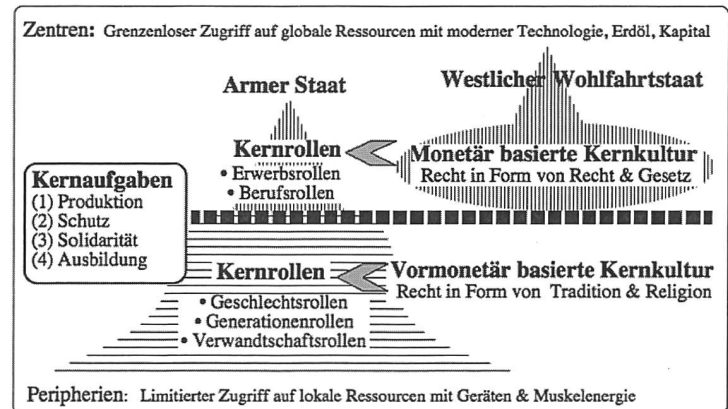 Zentren: Grenzenloser Zugriff auf globale Ressourcen mit moderner Technologie, Erdöl, Kapital
Armer Staat
Westlicher Wohlfahrtstaat
Kernrollen
• Erwerbsrollen
• Berufsrollen
Monetär basierte Kernkultur
Recht in Form von Recht & Gesetz
Kernaufgaben
(1) Produktion
(2) Schutz
(3) Solidarität
(4) Ausbildung
Kernrollen
• Geschlechtsrollen
• Generationenrollen
• Verwandtschaftsrollen
Vormonetär basierte Kernkultur
Recht in Form von Tradition & Religion
Peripherien: Limitierter Zugriff auf lokale Ressourcen mit Geräten & Muskelenergie